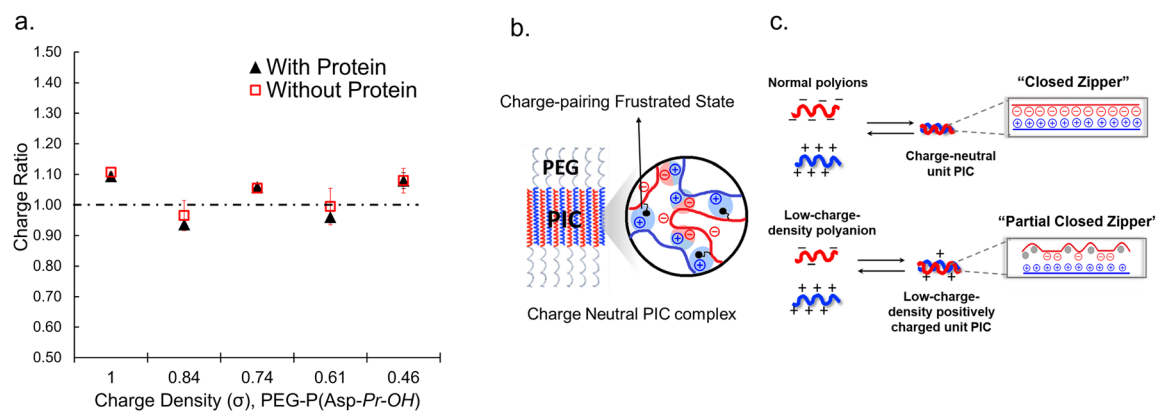 a.
1.50
1.40
1.30
1.20
1.10
1.00
0.90
0.80
0.70
0.60
0.50
Charge Ratio
With Protein
Without Protein
1 0.84 0.74 0.61 0.46
Charge Density (σ), PEG-P(Asp-Pr-OH)
b.
Charge-pairing Frustrated State
PEG
PIC
Charge Neutral PIC complex
c.
Normal polyions
Charge-neutral
unit PIC
“Closed Zipper”
Low-charge-
density polyanion
Low-charge-
density positively
charged unit PIC
“Partial Closed Zipper’